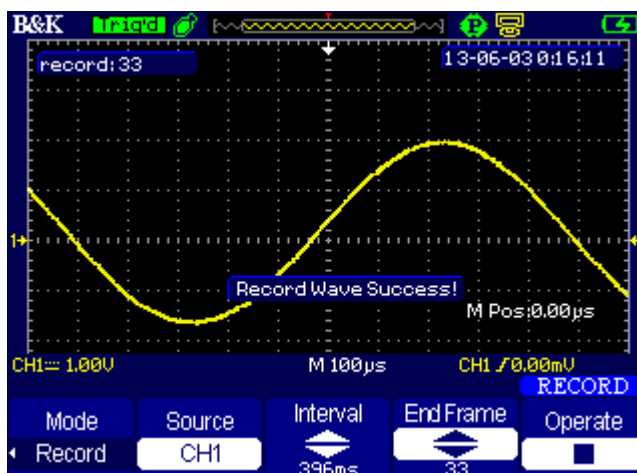 B&K Trig'd
record: 33
13-06-03 0:16:11
1
Record Wave Success!
M Pos:0.00μs
CH1 1.00V M 100μs CH1 0.00mV
RECORD
Mode Source Interval End Frame Operate
Record CH1 396ms 33